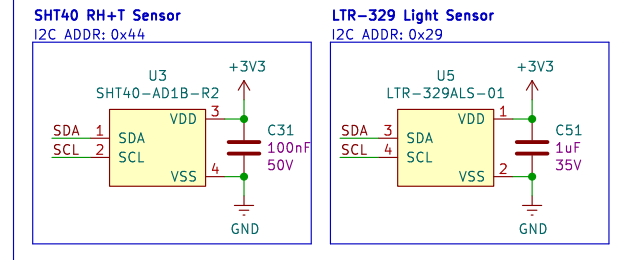 SHT40 RH+T Sensor
I2C ADDR: 0x44
+3V3
U3
SHT40-AD1B-R2
VDD 3
SDA 1 SDA
SCL 2 SCL
C31
100nF
50V
VSS 4
GND
LTR-329 Light Sensor
I2C ADDR: 0x29
+3V3
U5
LTR-329ALS-01
VDD 1
SDA 3 SDA
SCL 4 SCL
C51
1uF
35V
VSS 2
GND